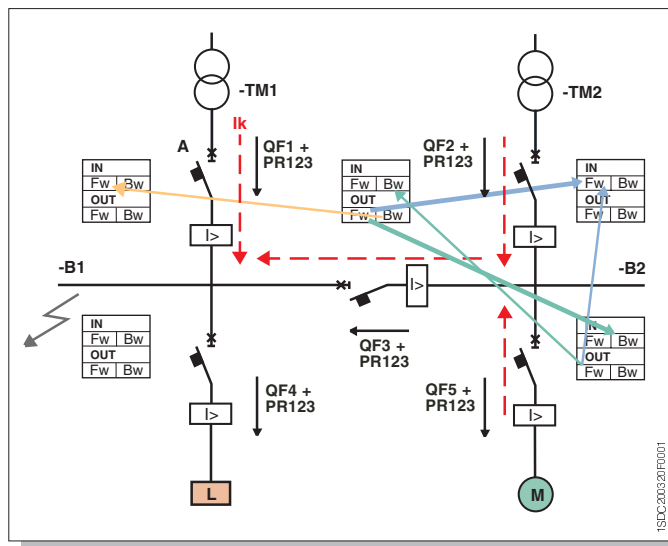 -TM1
-TM2
A
Ik
QF1 +
PR123
QF2 +
PR123
IN
Fw Bw
OUT
Fw Bw
I>
IN
Fw Bw
OUT
Fw Bw
IN
Fw Bw
OUT
Fw Bw
I>
-B1
I>
-B2
IN
Fw Bw
OUT
Fw Bw
QF3 +
PR123
IN
Fw Bw
OUT
Fw Bw
I>
QF4 +
PR123
QF5 +
PR123
I>
L
M
1SDC200320F0001